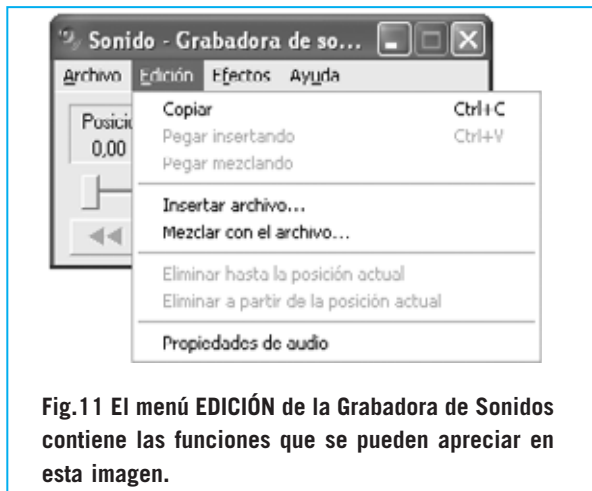 Sonido - Grabadora de so...
Archivo Edición Efectos Ayuda
Posició
0,00
Copiar Ctrl+C
Pegar insertando Ctrl+V
Pegar mezclando
Insertar archivo...
Mezclar con el archivo...
Eliminar hasta la posición actual
Eliminar a partir de la posición actual
Propiedades de audio
Fig.11 El menú EDICIÓN de la Grabadora de Sonidos
contiene las funciones que se pueden apreciar en
esta imagen.